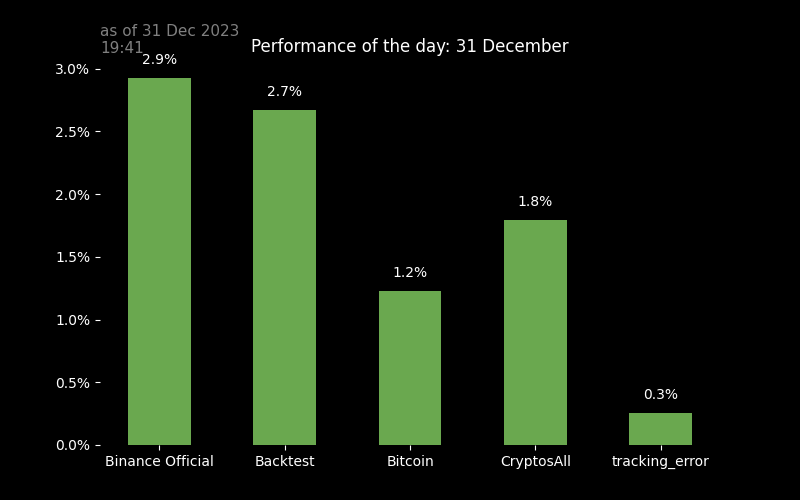 as of 31 Dec 2023
19:41
Performance of the day: 31 December
3.0%
2.5%
2.0%
1.5%
1.0%
0.5%
0.0%
2.9%
2.7%
1.2%
1.8%
0.3%
Binance Official
Backtest
Bitcoin
CryptosAll
tracking_error